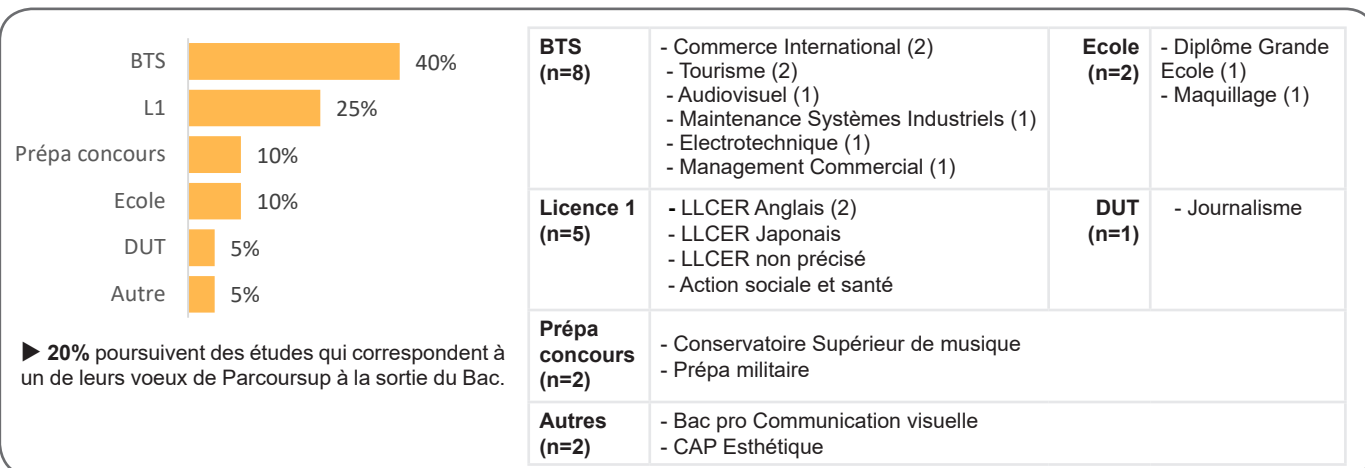 BTS
40%
L1
25%
Prépa concours
10%
Ecole
10%
DUT
5%
Autre
5%
▶ 20% poursuivent des études qui correspondent à
un de leurs voeux de Parcoursup à la sortie du Bac.
BTS
(n=8)
- Commerce International (2)
- Tourisme (2)
- Audiovisuel (1)
- Maintenance Systèmes Industriels (1)
- Electrotechnique (1)
- Management Commercial (1)
Ecole
(n=2)
- Diplôme Grande
Ecole (1)
- Maquillage (1)
Licence 1
(n=5)
- LLCER Anglais (2)
- LLCER Japonais
- LLCER non précisé
- Action sociale et santé
DUT
(n=1)
- Journalisme
Prépa
concours
(n=2)
- Conservatoire Supérieur de musique
- Prépa militaire
Autres
(n=2)
- Bac pro Communication visuelle
- CAP Esthétique